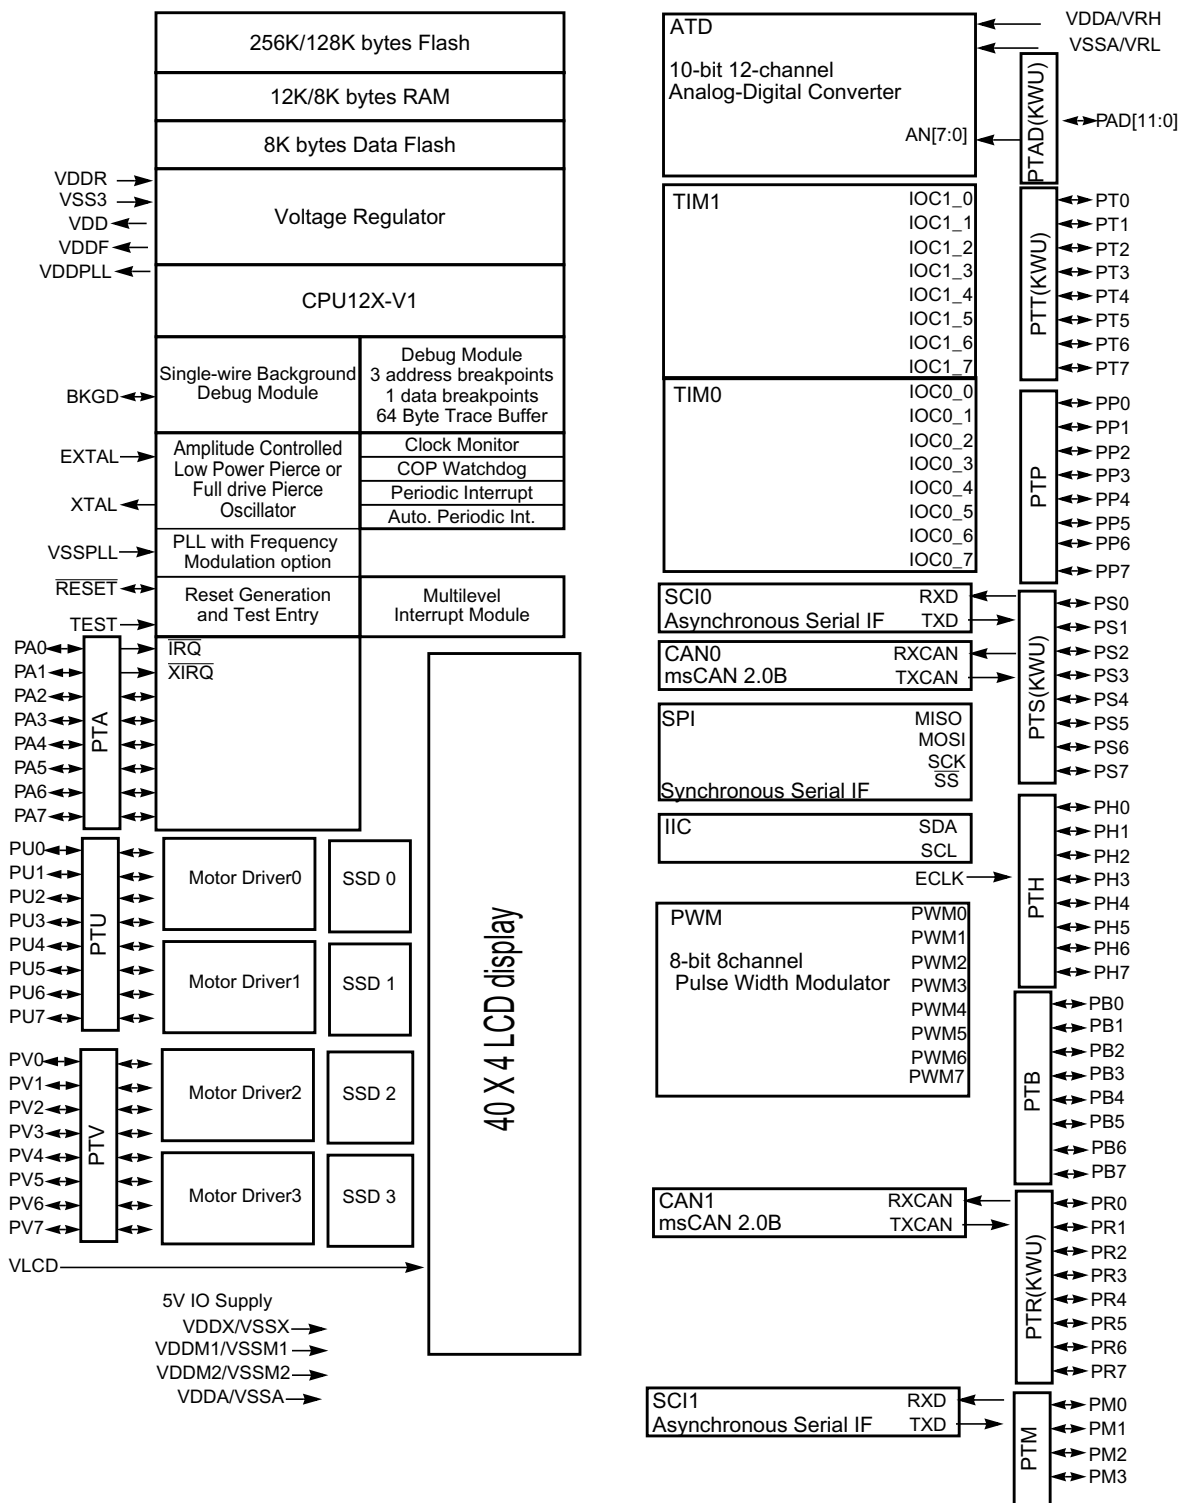 256K/128K bytes Flash
12K/8K bytes RAM
8K bytes Data Flash
VDDR
VSS3
VDD
VDDF
VDDPLL
Voltage Regulator
CPU12X-V1
BKGD
Single-wire Background
Debug Module
Debug Module
3 address breakpoints
1 data breakpoints
64 Byte Trace Buffer
EXTAL
XTAL
Amplitude Controlled
Low Power Pierce or
Full drive Pierce
Oscillator
Clock Monitor
COP Watchdog
Periodic Interrupt
Auto. Periodic Int.
VSSPLL
PLL with Frequency
Modulation option
RESET
TEST
Reset Generation
and Test Entry
Multilevel
Interrupt Module
PA0
PA1
PA2
PA3
PA4
PA5
PA6
PA7
PTA
IRQ
XIRQ
PU0
PU1
PU2
PU3
PU4
PU5
PU6
PU7
PTU
Motor Driver0
SSD 0
Motor Driver1
SSD 1
PV0
PV1
PV2
PV3
PV4
PV5
PV6
PV7
PTV
Motor Driver2
SSD 2
Motor Driver3
SSD 3
40 X 4 LCD display
VLCD
5V IO Supply
VDDX/VSSX
VDDM1/VSSM1
VDDM2/VSSM2
VDDA/VSSA
ATD
10-bit 12-channel
Analog-Digital Converter
AN[7:0]
VDDA/VRH
VSSA/VRL
PTAD(KWU)
PAD[11:0]
TIM1
IOC1_0
IOC1_1
IOC1_2
IOC1_3
IOC1_4
IOC1_5
IOC1_6
IOC1_7
PTT(KWU)
PT0
PT1
PT2
PT3
PT4
PT5
PT6
PT7
TIM0
IOC0_0
IOC0_1
IOC0_2
IOC0_3
IOC0_4
IOC0_5
IOC0_6
IOC0_7
PTP
PP0
PP1
PP2
PP3
PP4
PP5
PP6
PP7
SCI0
Asynchronous Serial IF
RXD
TXD
CAN0
msCAN 2.0B
RXCAN
TXCAN
SPI
Synchronous Serial IF
MISO
MOSI
SCK
SS
PTS(KWU)
PS0
PS1
PS2
PS3
PS4
PS5
PS6
PS7
IIC
SDA
SCL
ECLK
PTH
PH0
PH1
PH2
PH3
PH4
PH5
PH6
PH7
PWM
8-bit 8channel
Pulse Width Modulator
PWM0
PWM1
PWM2
PWM3
PWM4
PWM5
PWM6
PWM7
PTB
PB0
PB1
PB2
PB3
PB4
PB5
PB6
PB7
CAN1
msCAN 2.0B
RXCAN
TXCAN
PTR(KWU)
PR0
PR1
PR2
PR3
PR4
PR5
PR6
PR7
SCI1
Asynchronous Serial IF
RXD
TXD
PTM
PM0
PM1
PM2
PM3